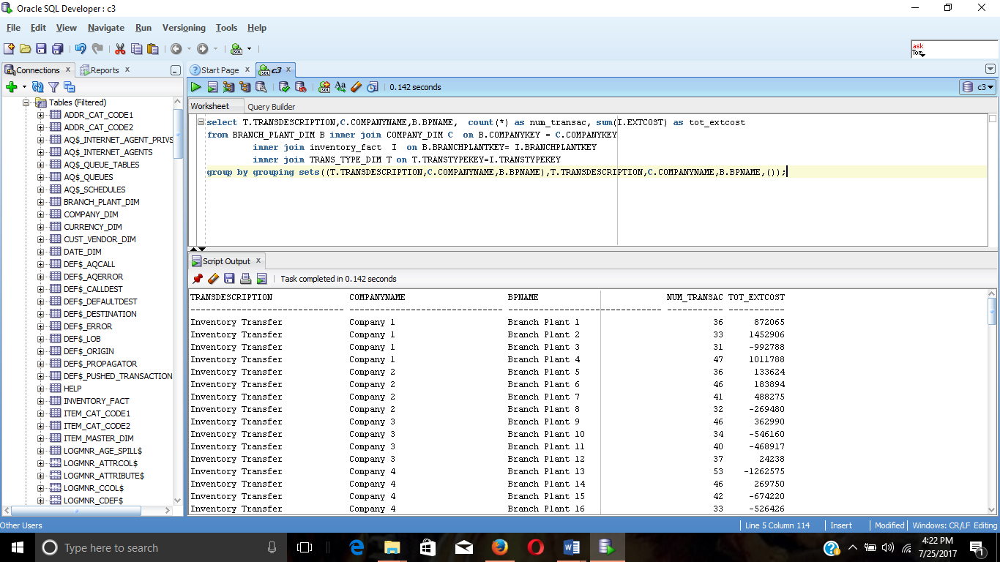 Oracle SQL Developer : c3
File Edit View Navigate Run Versioning Tools Help
ask
Tom
Connections x Reports x
Start Page x c3 x
0.142 seconds
c3
Worksheet Query Builder
Tables (Filtered)
ADDR_CAT_CODE1
ADDR_CAT_CODE2
AQ$_INTERNET_AGENT_PRIVS
AQ$_INTERNET_AGENTS
AQ$_QUEUE_TABLES
AQ$_QUEUES
AQ$_SCHEDULES
BRANCH_PLANT_DIM
COMPANY_DIM
CURRENCY_DIM
CUST_VENDOR_DIM
DATE_DIM
DEF$_AQCALL
DEF$_AQERROR
DEF$_CALLDEST
DEF$_DEFAULTDEST
DEF$_DESTINATION
DEF$_ERROR
DEF$_LOB
DEF$_ORIGIN
DEF$_PROPAGATOR
DEF$_PUSHED_TRANSACTION
HELP
INVENTORY_FACT
ITEM_CAT_CODE1
ITEM_CAT_CODE2
ITEM_MASTER_DIM
LOGMNR_AGE_SPILL$
LOGMNR_ATTRCOL$
LOGMNR_ATTRIBUTE$
LOGMNR_CCOL$
LOGMNR_CDEF$
select T.TRANSDESCRIPTION,C.COMPANYNAME,B.BPNAME,  count(*) as num_transac, sum(I.EXTCOST) as tot_extcost
from BRANCH_PLANT_DIM B inner join COMPANY_DIM C  on B.COMPANYKEY = C.COMPANYKEY
inner join inventory_fact  I  on B.BRANCHPLANTKEY= I.BRANCHPLANTKEY
inner join TRANS_TYPE_DIM T on T.TRANSTYPEKEY=I.TRANSTYPEKEY
group by grouping sets((T.TRANSDESCRIPTION,C.COMPANYNAME,B.BPNAME),T.TRANSDESCRIPTION,C.COMPANYNAME,B.BPNAME,());
Script Output x
Task completed in 0.142 seconds
TRANSDESCRIPTION COMPANYNAME BPNAME NUM_TRANSAC TOT_EXTCOST
------------------------------ ------------------------------ ------------------------------ ----------- -----------
Inventory Transfer Company 1 Branch Plant 1 36 872065
Inventory Transfer Company 1 Branch Plant 2 33 1452906
Inventory Transfer Company 1 Branch Plant 3 31 -992788
Inventory Transfer Company 1 Branch Plant 4 47 1011788
Inventory Transfer Company 2 Branch Plant 5 36 133624
Inventory Transfer Company 2 Branch Plant 6 46 183894
Inventory Transfer Company 2 Branch Plant 7 41 488275
Inventory Transfer Company 2 Branch Plant 8 32 -269480
Inventory Transfer Company 3 Branch Plant 9 46 362990
Inventory Transfer Company 3 Branch Plant 10 34 -546160
Inventory Transfer Company 3 Branch Plant 11 40 -468917
Inventory Transfer Company 3 Branch Plant 12 37 24238
Inventory Transfer Company 4 Branch Plant 13 53 -1262575
Inventory Transfer Company 4 Branch Plant 14 46 269750
Inventory Transfer Company 4 Branch Plant 15 42 -674220
Inventory Transfer Company 4 Branch Plant 16 33 -526426
Other Users
Line 5 Column 114 Insert Modified Windows: CR/LF Editing
Type here to search
4:22 PM
7/25/2017
1